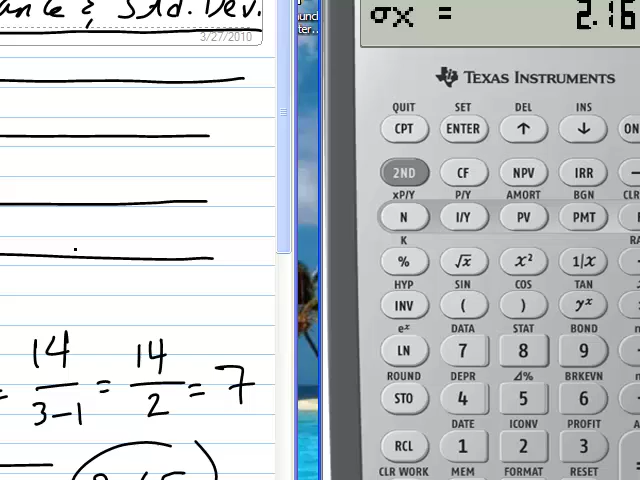 & Std. Dev.
3/27/2010
= 14/3-1 = 14/2 = 7
σx = 2.16
TEXAS INSTRUMENTS
QUIT SET DEL INS
CPT ENTER ↑ ↓ ON
2ND CF NPV IRR
xP/Y P/Y AMORT BGN CLR
N I/Y PV PMT
K RA
% √x x² 1/x
HYP SIN COS TAN
INV ( ) yˣ
eˣ DATA STAT BOND
LN 7 8 9
ROUND DEPR Δ% BRKEVN
STO 4 5 6
DATE ICONV PROFIT
RCL 1 2 3
CLR WORK MEM FORMAT RESET